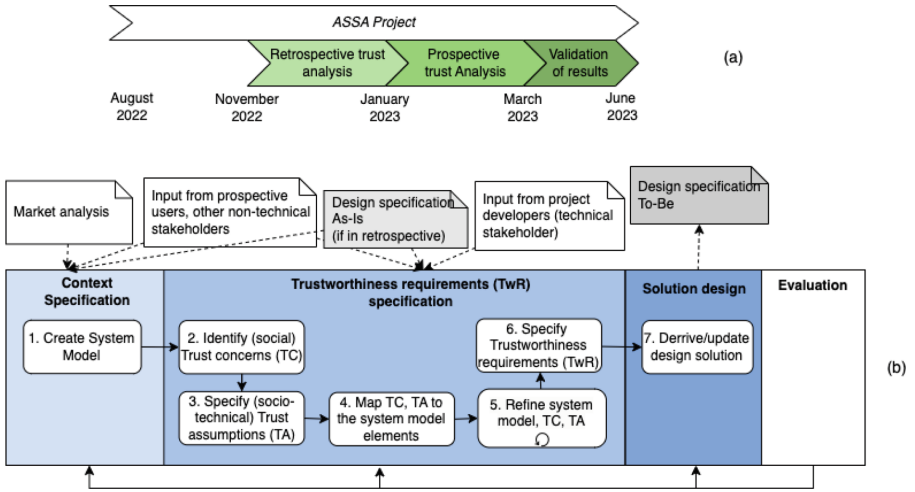 ASSA Project
Retrospective trust
analysis
Prospective
trust Analysis
Validation
of results
(a)
August
2022
November
2022
January
2023
March
2023
June
2023
Market analysis
Input from prospective
users, other non-technical
stakeholders
Design specification
As-Is
(if in retrospective)
Input from project
developers (technical
stakeholder)
Design specification
To-Be
Context
Specification
Trustworthiness requirements (TwR)
specification
Solution design
Evaluation
1. Create System
Model
2. Identify (social)
Trust concerns (TC)
3. Specify (socio-
technical) Trust
assumptions (TA)
4. Map TC, TA to
the system model
elements
5. Refine system
model, TC, TA
6. Specify
Trustworthiness
requirements (TwR)
7. Derrive/update
design solution
(b)